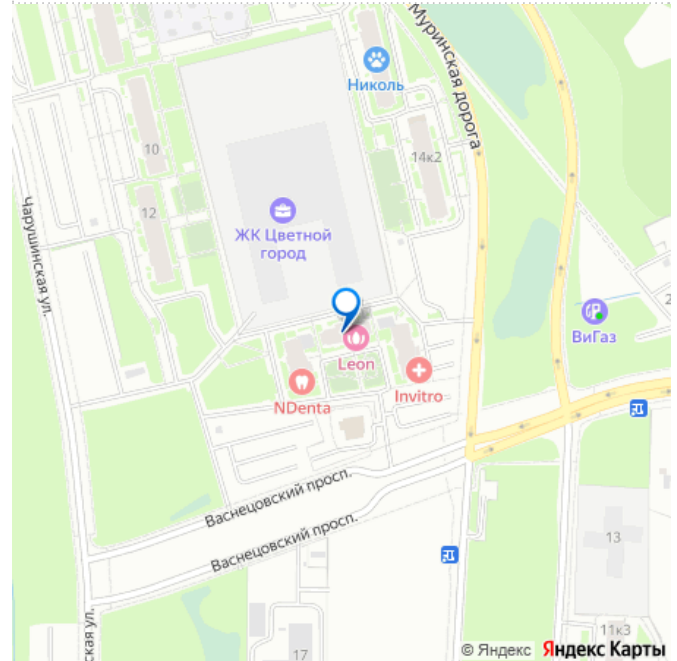 Муринская дорога
Николь
10
14к2
12
Чарушинская ул.
ЖК Цветной
город
2
ВиГаз
Leon
Invitro
NDenta
Васнецовский просп.
Васнецовский просп.
13
11к3
17
ская ул.
© Яндекс Яндекс Карты